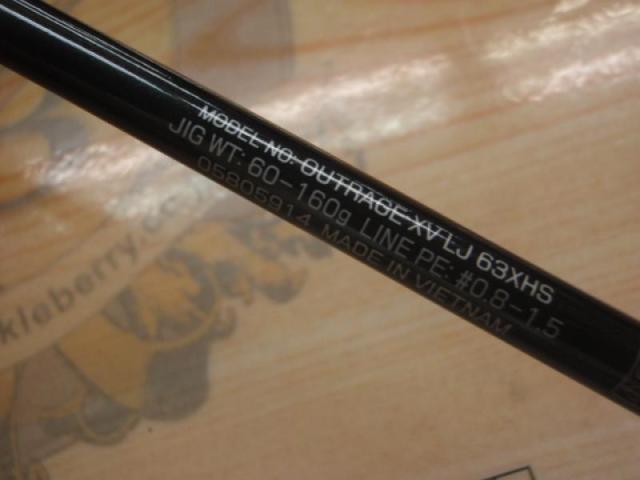 MODEL NO: OUTRAGE XV LJ 63XHS
JIG WT: 60-160g LINE PE: #0.8-1.5
05805914 MADE IN VIETNAM
kleberry.c